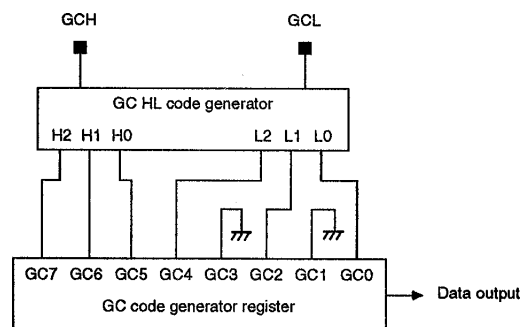 GCH GCL
GC HL code generator
H2 H1 H0 L2 L1 L0
GC7 GC6 GC5 GC4 GC3 GC2 GC1 GC0
GC code generator register
Data output